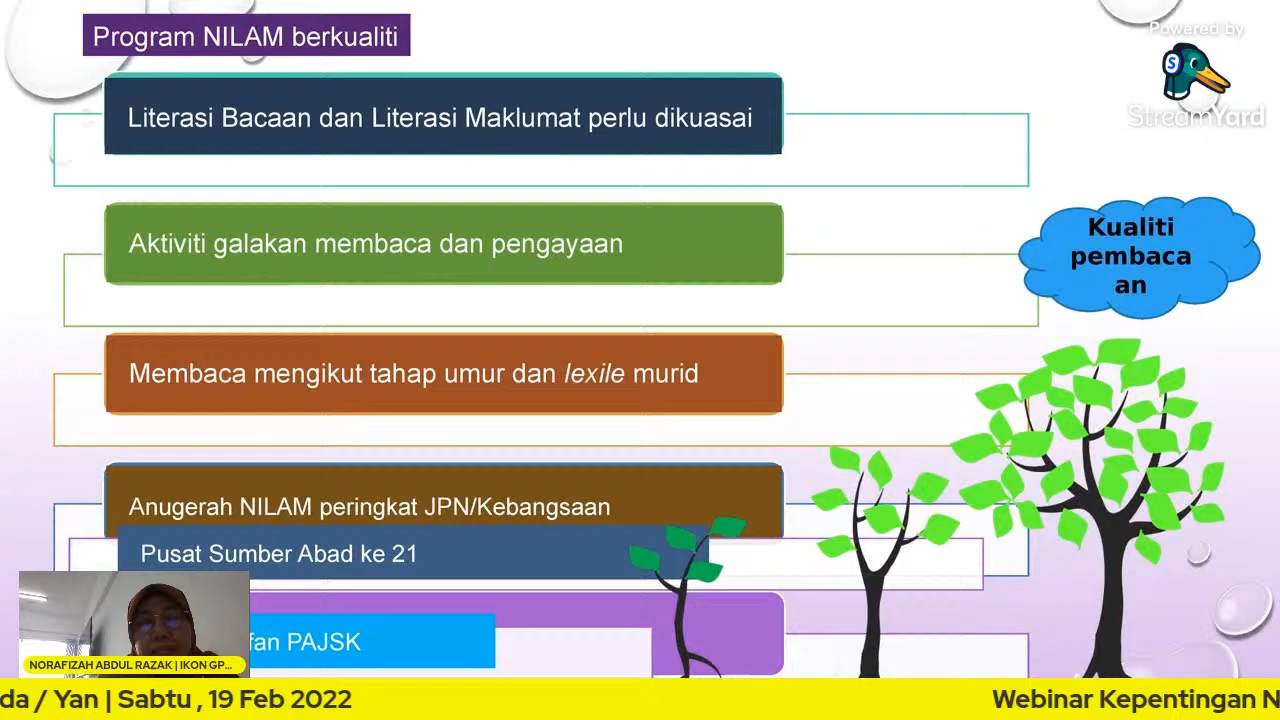 Program NILAM berkualiti
Powered by
S
StreamYard
Literasi Bacaan dan Literasi Maklumat perlu dikuasai
Aktiviti galakan membaca dan pengayaan
Kualiti
pembaca
an
Membaca mengikut tahap umur dan lexile murid
Anugerah NILAM peringkat JPN/Kebangsaan
Pusat Sumber Abad ke 21
fan PAJSK
NORAFIZAH ABDUL RAZAK | IKON GP...
da / Yan | Sabtu , 19 Feb 2022
Webinar Kepentingan N